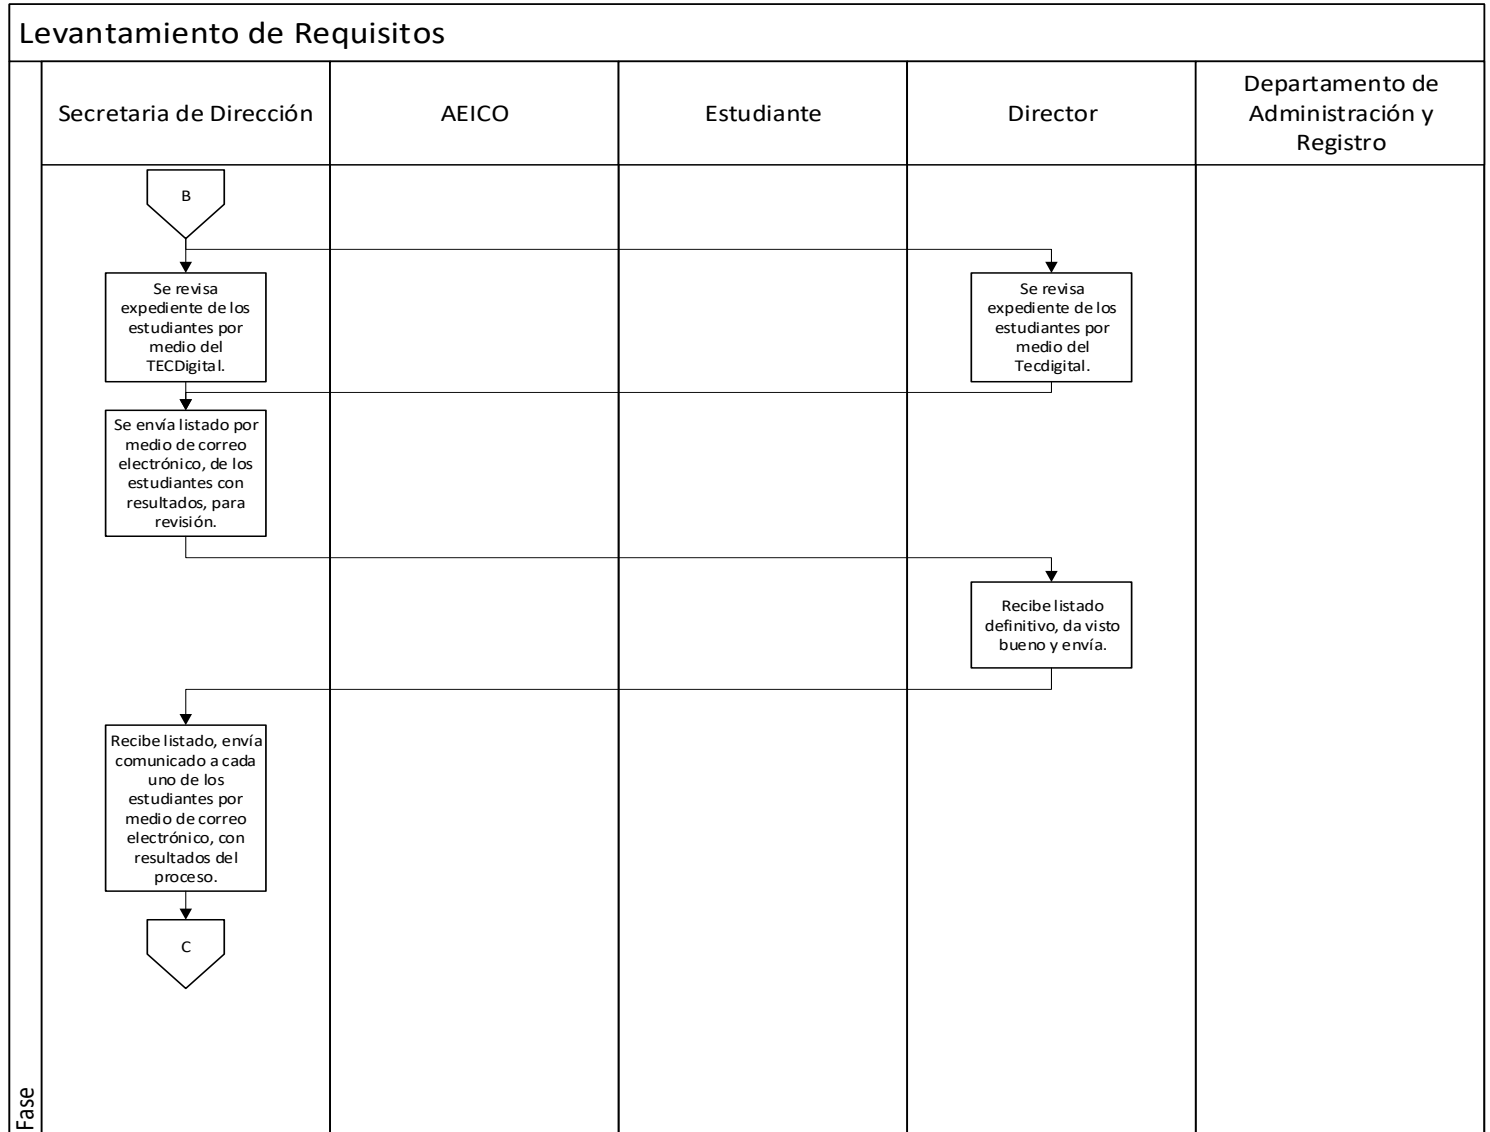 Levantamiento de Requisitos
Secretaria de Dirección
AEICO
Estudiante
Director
Departamento de
Administración y
Registro
B
Se revisa
expediente de los
estudiantes por
medio del
TECDigital.
Se revisa
expediente de los
estudiantes por
medio del
Tecdigital.
Se envía listado por
medio de correo
electrónico, de los
estudiantes con
resultados, para
revisión.
Recibe listado
definitivo, da visto
bueno y envía.
Recibe listado, envía
comunicado a cada
uno de los
estudiantes por
medio de correo
electrónico, con
resultados del
proceso.
C
Fase